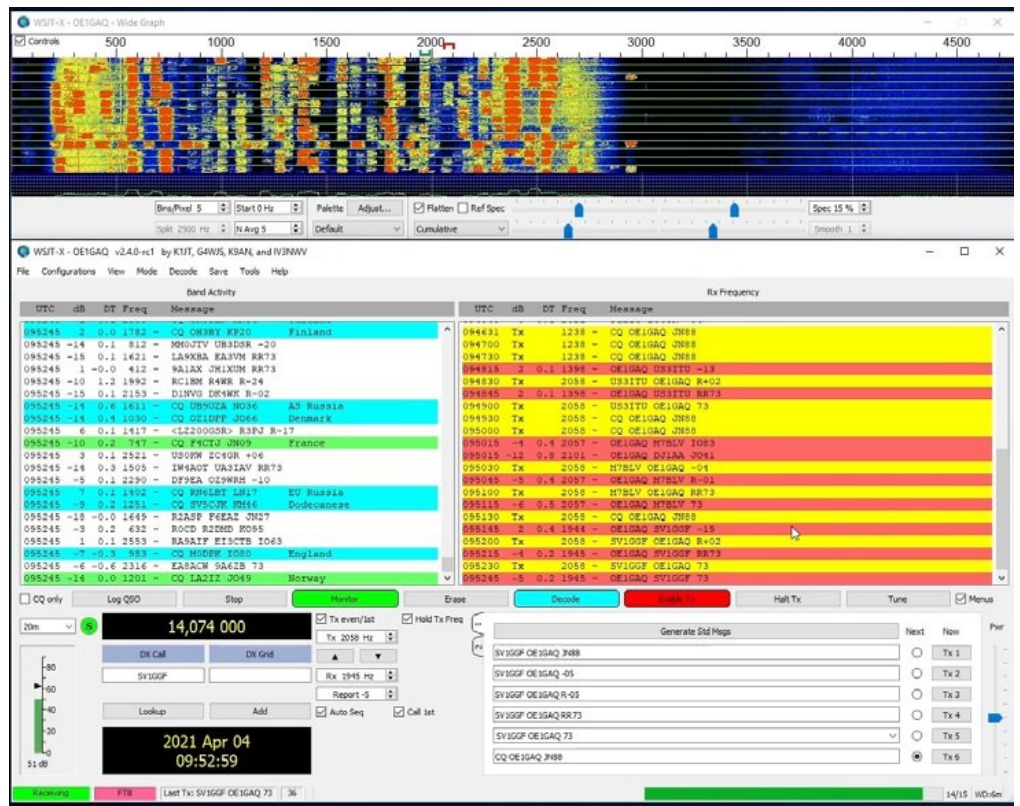 WSJT-X - OE1GAQ - Wide Graph
Controls 500 1000 1500 2000 2500 3000 3500 4000 4500
Bins/Pixel 5 Start 0 Hz Palette Adjust... Flatten Ref Spec Spec 15 %
Split 2500 Hz N Avg 5 Default Cumulative Smooth 1
WSJT-X - OE1GAQ v2.4.0-rc1 by K1JT, G4WJS, K9AN, and IV3NWV
File Configurations View Mode Decode Save Tools Help
Band Activity
UTC dB DT Freq Message
095245 2 0.0 1782 ~ CQ OH3BY KP20 Finland
095245 -14 0.1 812 ~ MM0JTV UB3DSR -20
095245 -15 0.1 1621 ~ LA9XBA EA3VM RR73
095245 1 -0.0 412 ~ 9A1AX JH1XUM RR73
095245 -10 1.2 1992 ~ RC1BM R4WR R-24
095245 -15 0.1 2153 ~ D1NVG DK4WK R-02
095245 -14 0.6 1611 ~ CQ UB9UZA NO36 AS Russia
095245 -14 0.4 1030 ~ CQ OZ1DPP JO66 Denmark
095245 6 0.1 1417 ~ <LZ200GSR> R3PJ R-17
095245 -10 0.2 747 ~ CQ F4CTJ JN09 France
095245 3 0.1 2521 ~ US0KW ZC4GR +06
095245 -14 0.3 1505 ~ IW4AOT UA3IAV RR73
095245 -5 0.1 2290 ~ DF9EA OZ9WRH -10
095245 7 0.1 1402 ~ CQ RN6LBT LN17 EU Russia
095245 -9 0.2 1251 ~ CQ SV5CJK KM46 Dodecanese
095245 -18 -0.0 1649 ~ R2ASP F6EAZ JN27
095245 -3 0.2 632 ~ R0CD R2DMD KO95
095245 1 0.1 2553 ~ RA9AIF EI3CTB IO63
095245 -7 -0.3 983 ~ CQ M0DPK IO80 England
095245 -6 -0.6 2316 ~ EA8ACW 9A6ZB 73
095245 -14 0.0 1201 ~ CQ LA2IZ JO49 Norway
Rx Frequency
UTC dB DT Freq Message
094631 Tx 1238 ~ CQ OE1GAQ JN88
094700 Tx 1238 ~ CQ OE1GAQ JN88
094730 Tx 1238 ~ CQ OE1GAQ JN88
094815 2 0.1 1398 ~ OE1GAQ US3ITU -13
094830 Tx 2058 ~ US3ITU OE1GAQ R+02
094845 2 0.1 1398 ~ OE1GAQ US3ITU RR73
094900 Tx 2058 ~ US3ITU OE1GAQ 73
094930 Tx 2058 ~ CQ OE1GAQ JN88
095000 Tx 2058 ~ CQ OE1GAQ JN88
095015 -4 0.4 2057 ~ OE1GAQ M7BLV IO83
095015 -12 0.8 2101 ~ OE1GAQ DJ1AA JO41
095030 Tx 2058 ~ M7BLV OE1GAQ -04
095045 -5 0.4 2057 ~ OE1GAQ M7BLV R-01
095100 Tx 2058 ~ M7BLV OE1GAQ RR73
095115 -6 0.5 2057 ~ OE1GAQ M7BLV 73
095130 Tx 2058 ~ CQ OE1GAQ JN88
095145 2 0.4 1944 ~ OE1GAQ SV1GGF -15
095200 Tx 2058 ~ SV1GGF OE1GAQ R+02
095215 -4 0.2 1945 ~ OE1GAQ SV1GGF RR73
095230 Tx 2058 ~ SV1GGF OE1GAQ 73
095245 -5 0.2 1945 ~ OE1GAQ SV1GGF 73
CQ only Log QSO Stop Monitor Erase Decode Enable Tx Halt Tx Tune Menus
20m S 14,074 000
Tx even/1st Hold Tx Freq
Tx 2058 Hz
DX Call DX Grid
SV1GGF Rx 1945 Hz
Report -5
Lookup Add Auto Seq Call 1st
2021 Apr 04
09:52:59
-80
-60
-40
-20
-0
51 dB
Generate Std Msgs Next Now Pwr
SV1GGF OE1GAQ JN88 Tx 1
SV1GGF OE1GAQ -05 Tx 2
SV1GGF OE1GAQ R-05 Tx 3
SV1GGF OE1GAQ RR73 Tx 4
SV1GGF OE1GAQ 73 Tx 5
CQ OE1GAQ JN88 Tx 6
Receiving FT8 Last Tx: SV1GGF OE1GAQ 73 36 14/15 WD:6m